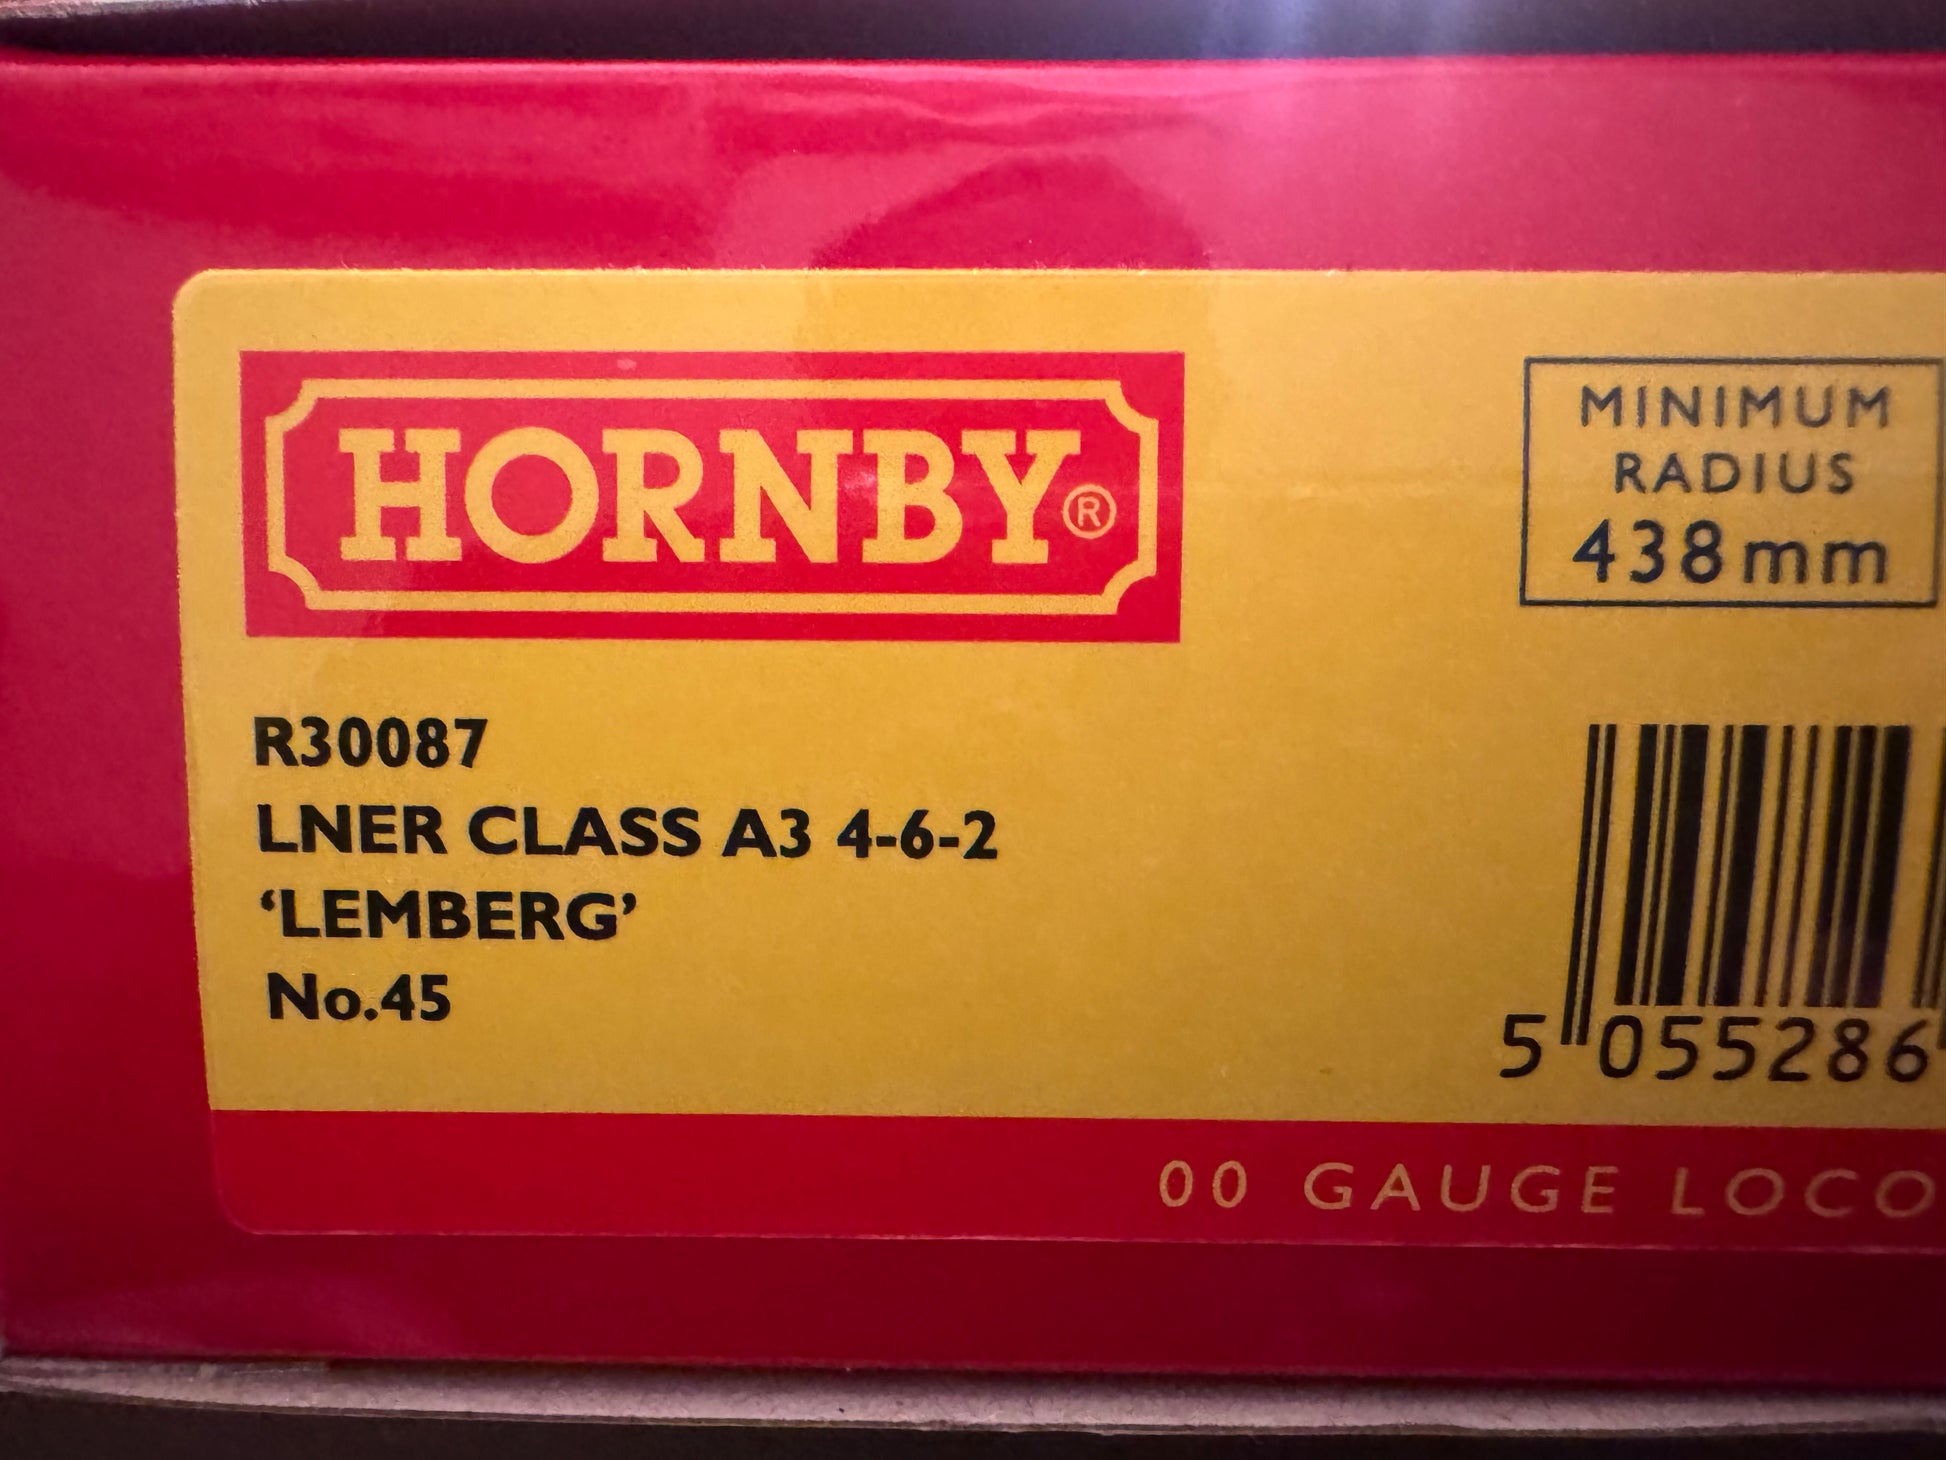 HORNBY®
MINIMUM
RADIUS
438mm
R30087
LNER CLASS A3 4-6-2
‘LEMBERG’
No.45
5 055286
00 GAUGE LOCO